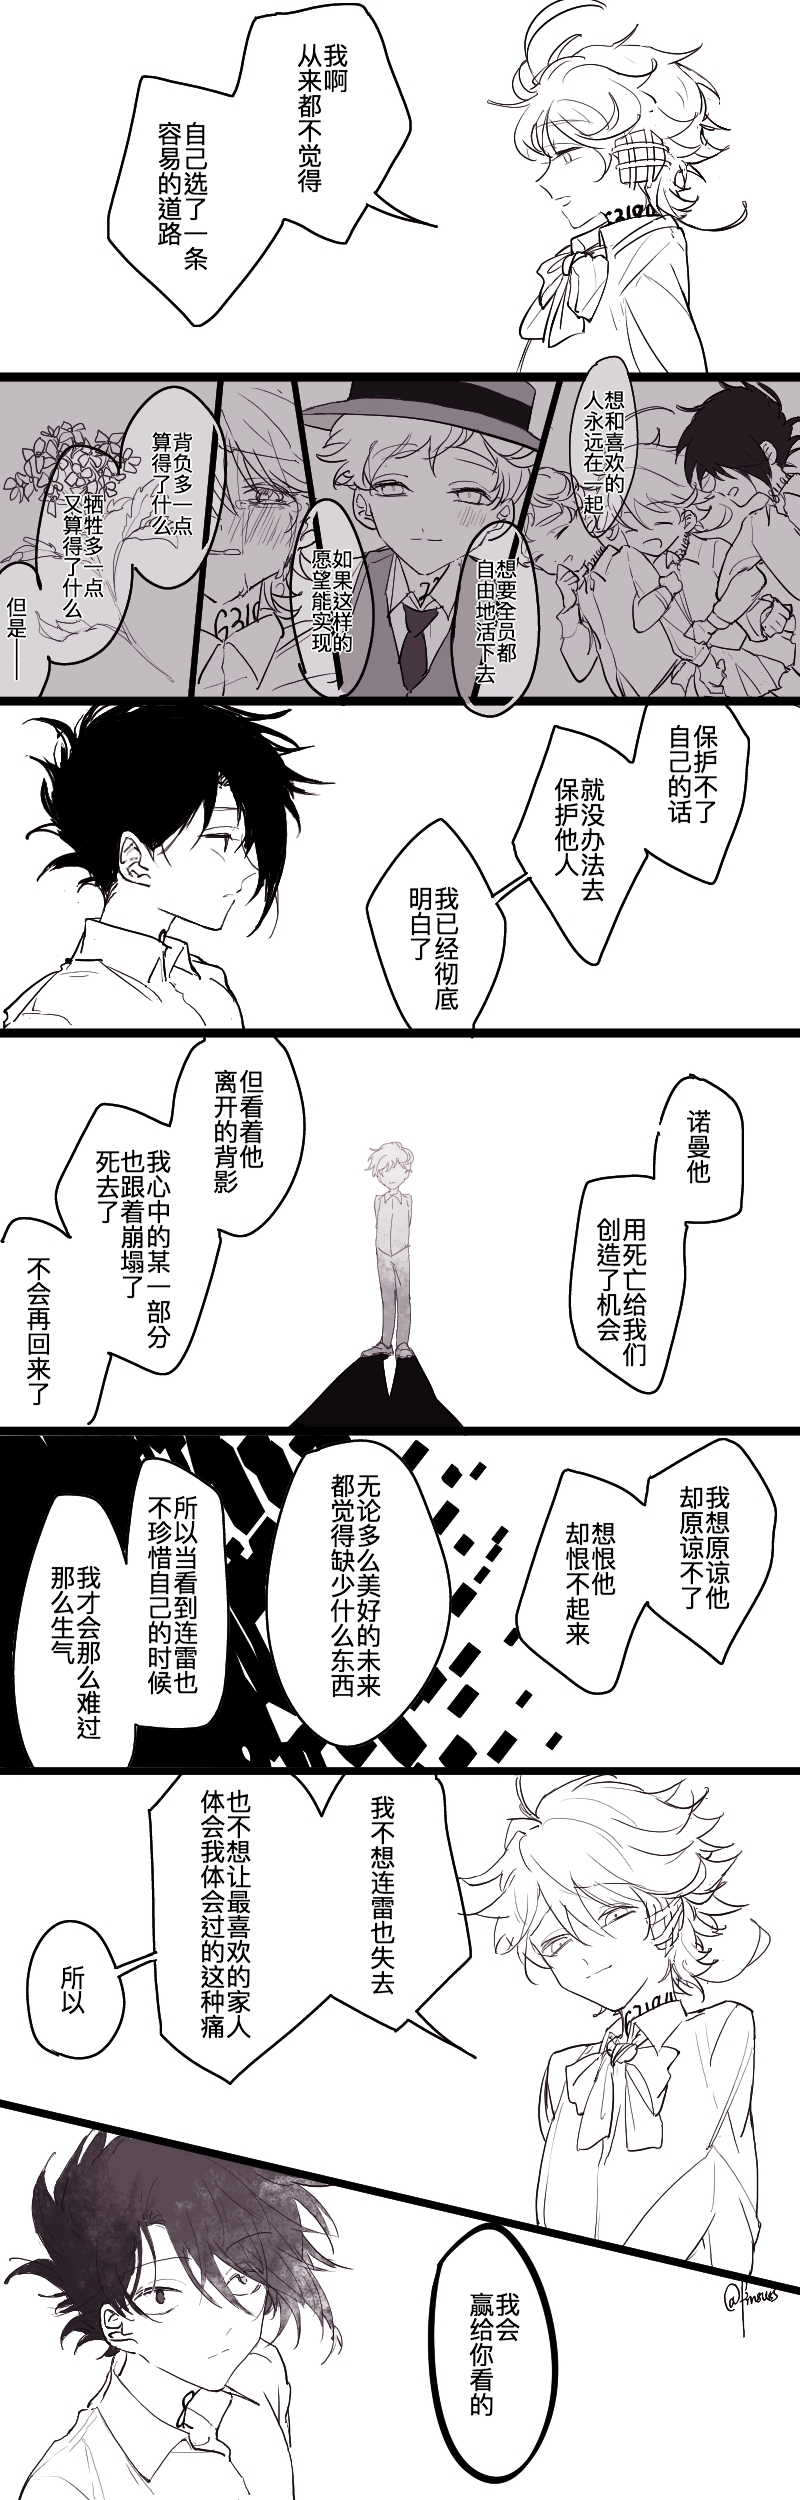 我啊
从来都不觉得
自己选了一条
容易的道路
想和喜欢的
人永远在一起
想要全员都
自由地活下去
如果这样的
愿望能实现
背负多一点
算得了什么
牺牲多一点
又算得了什么
但是——
保护不了
自己的话
就没办法去
保护他人
我已经彻底
明白了
诺曼他
用死亡给我们
创造了机会
但看着他
离开的背影
我心中的某一部分
也跟着崩塌了
死去了
不会再回来了
我想原谅他
却原谅不了
想恨他
却恨不起来
无论多么美好的未来
都觉得缺少什么东西
所以当看到连雷也
不珍惜自己的时候
我才会那么难过
那么生气
我不想连雷也失去
也不想让最喜欢的家人
体会我体会过的这种痛
所以
我会
赢给你看的